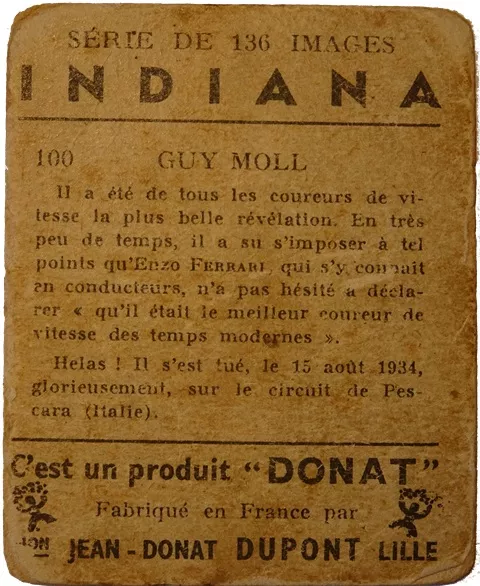 SÉRIE DE 136 IMAGES
INDIANA
100 GUY MOLL
Il a été de tous les coureurs de vi-
tesse la plus belle révélation. En très
peu de temps, il a su s'imposer à tel
points qu'Enzo FERRARI, qui s'y connait
en conducteurs, n'a pas hésité a décla-
rer « qu'il était le meilleur coureur de
vitesse des temps modernes ».
Helas ! Il s'est tué, le 15 août 1934,
glorieusement, sur le circuit de Pes-
cara (Italie).
C'est un produit “DONAT”
Fabriqué en France par
JEAN-DONAT DUPONT LILLE